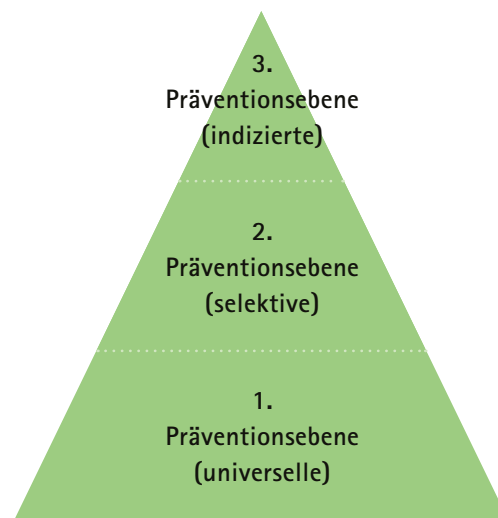 3.
Präventionsebene
(indizierte)
2.
Präventionsebene
(selektive)
1.
Präventionsebene
(universelle)